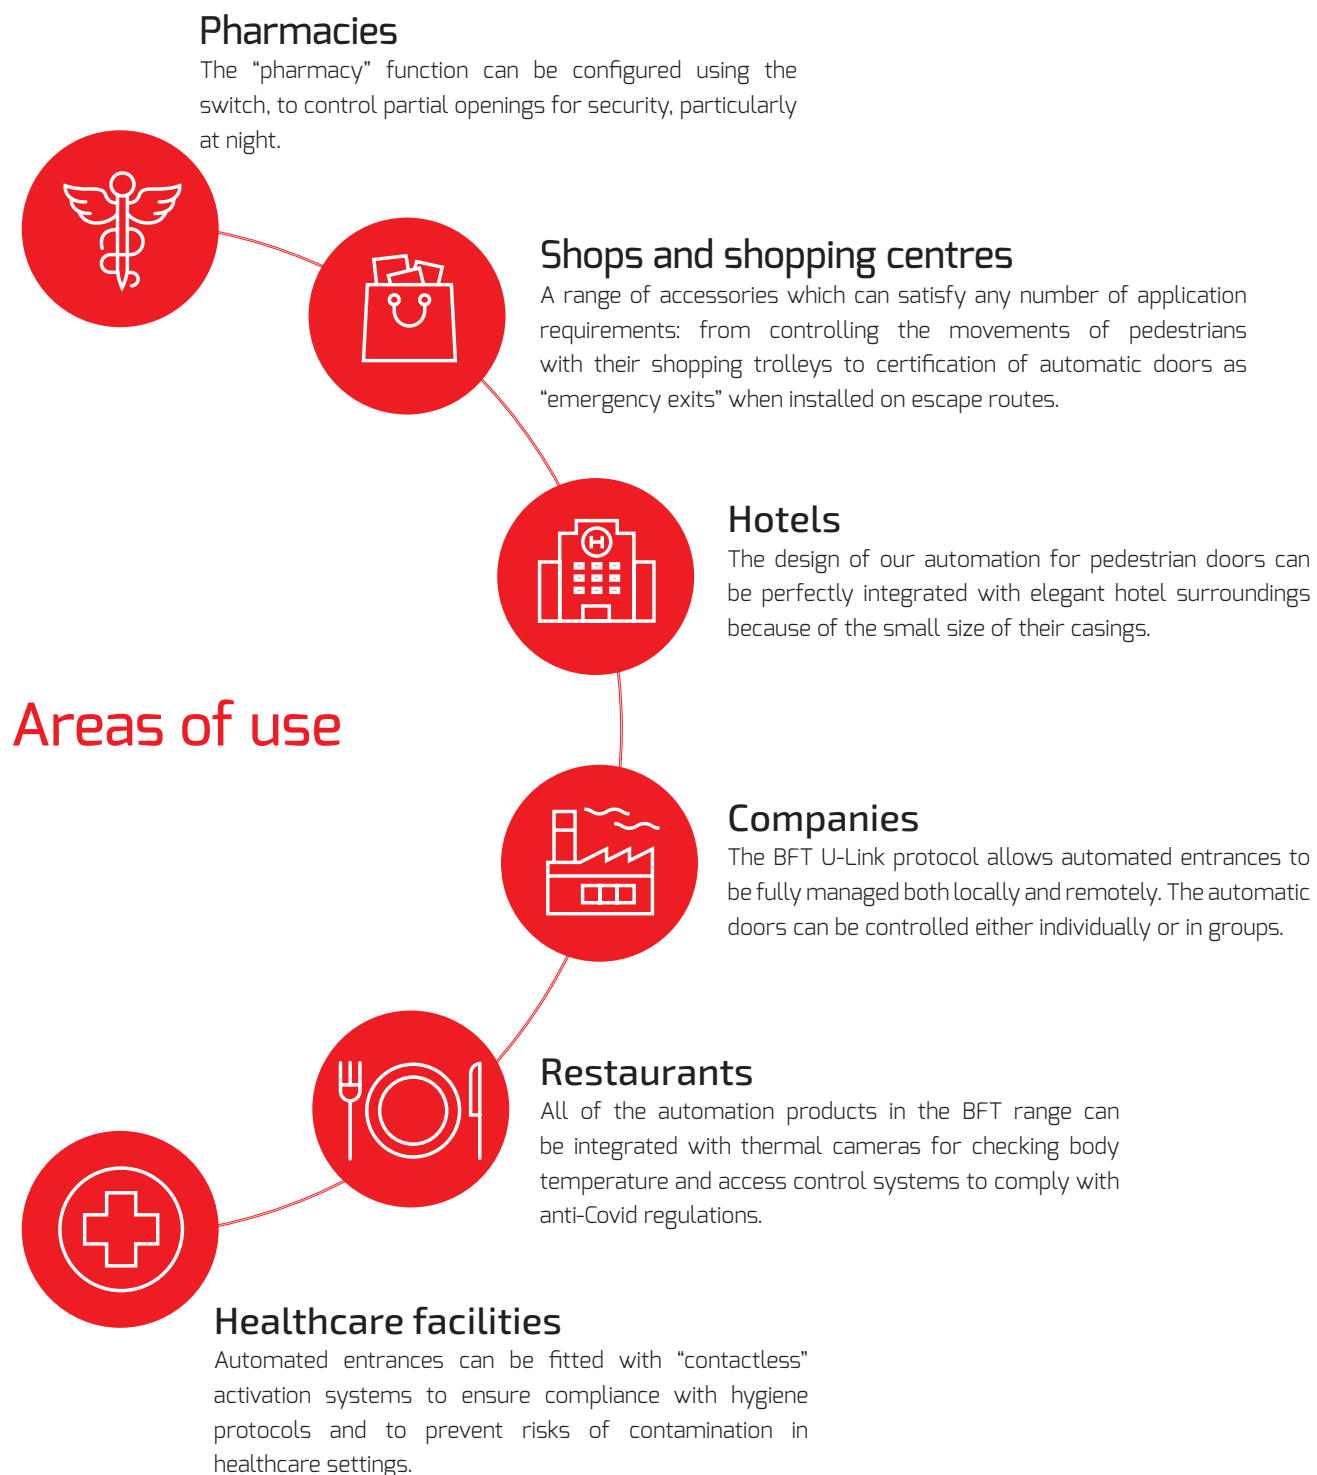 Pharmacies
The “pharmacy” function can be configured using the
switch, to control partial openings for security, particularly
at night.
Shops and shopping centres
A range of accessories which can satisfy any number of application
requirements: from controlling the movements of pedestrians
with their shopping trolleys to certification of automatic doors as
“emergency exits” when installed on escape routes.
H
Hotels
The design of our automation for pedestrian doors can
be perfectly integrated with elegant hotel surroundings
because of the small size of their casings.
Areas of use
Companies
The BFT U-Link protocol allows automated entrances to
be fully managed both locally and remotely. The automatic
doors can be controlled either individually or in groups.
Restaurants
All of the automation products in the BFT range can
be integrated with thermal cameras for checking body
temperature and access control systems to comply with
anti-Covid regulations.
Healthcare facilities
Automated entrances can be fitted with “contactless”
activation systems to ensure compliance with hygiene
protocols and to prevent risks of contamination in
healthcare settings.